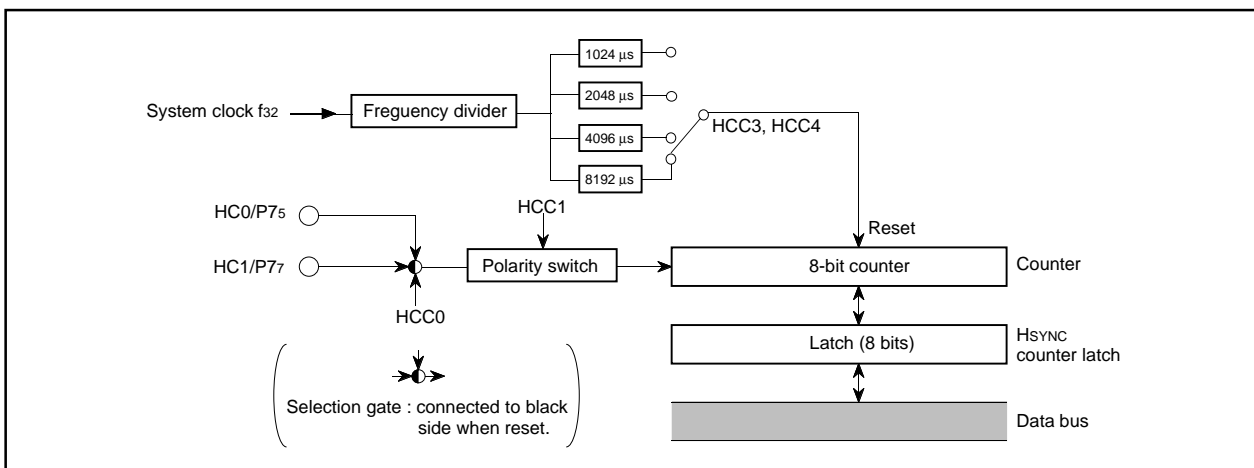 1024 μs
2048 μs
4096 μs
8192 μs
System clock f32
Freguency divider
HCC3, HCC4
HC0/P75
HC1/P77
HCC1
HCC0
Polarity switch
Reset
8-bit counter
Counter
Latch (8 bits)
HSYNC
counter latch
Data bus
Selection gate : connected to black
side when reset.